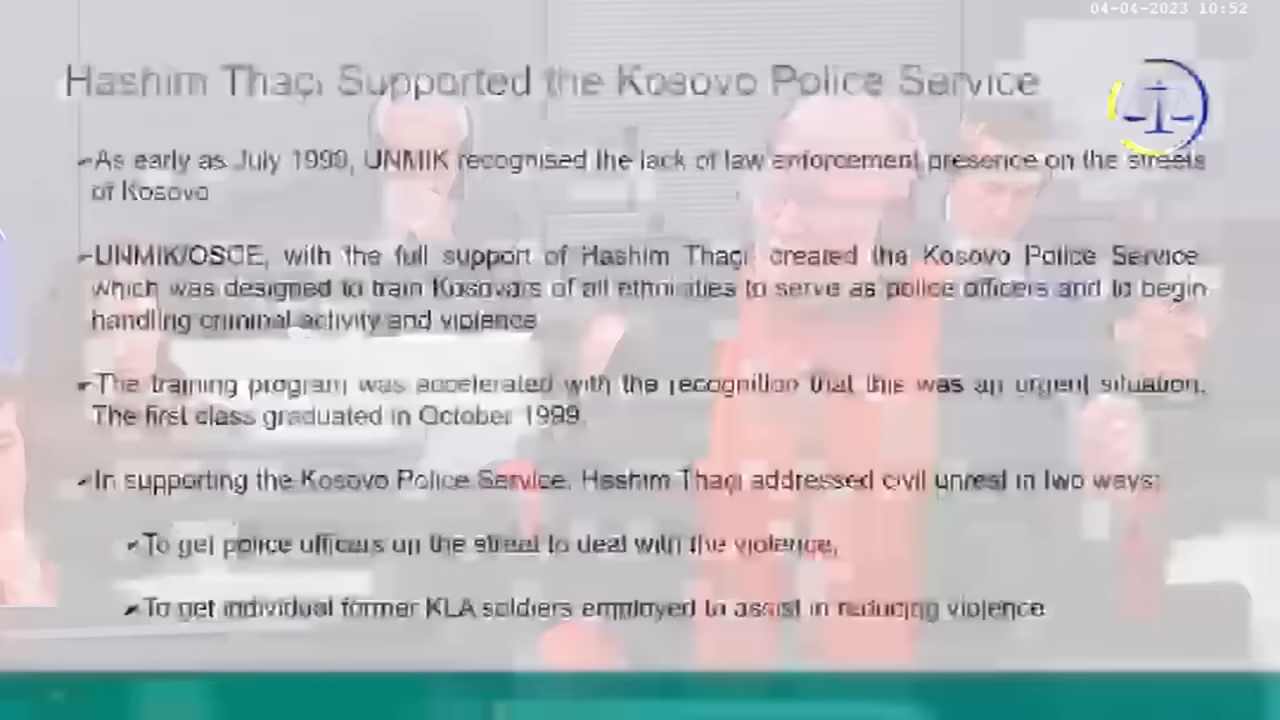 04-04-2023 10:52
Hashim Thaçi Supported the Kosovo Police Service
As early as July 1999, UNMIK recognised the lack of law enforcement presence on the streets
of Kosovo
UNMIK/OSCE, with the full support of Hashim Thaçi created the Kosovo Police Service
which was designed to train Kosovars of all ethnicities to serve as police officers and to begin
handling criminal activity and violence
The training program was accelerated with the recognition that this was an urgent situation.
The first class graduated in October 1999.
In supporting the Kosovo Police Service, Hashim Thaçi addressed civil unrest in two ways:
To get police officers on the street to deal with the violence,
To get individual former KLA soldiers employed to assist in reducing violence